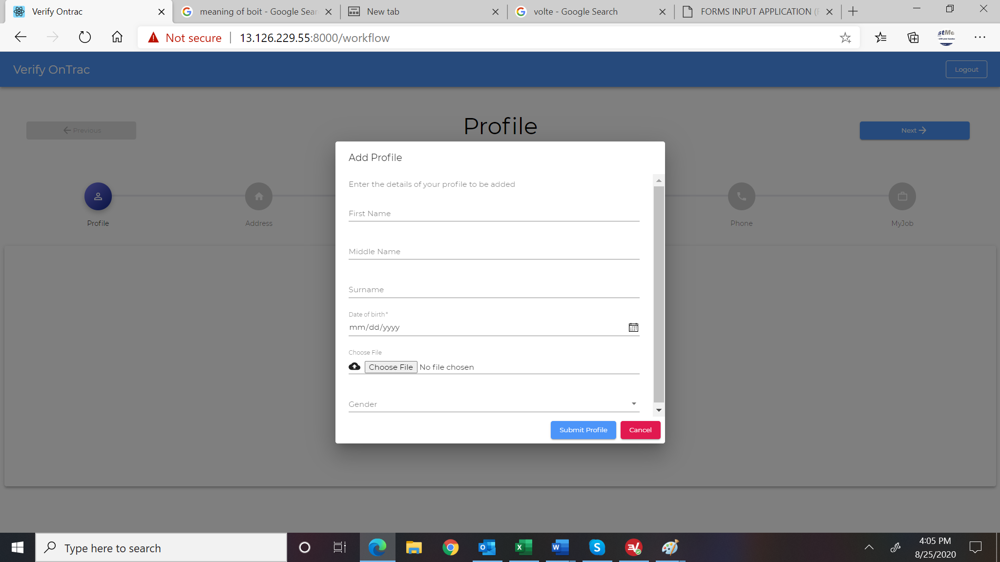 Verify Ontrac
meaning of boit - Google Sear
New tab
volte - Google Search
FORMS INPUT APPLICATION (F
Not secure
13.126.229.55:8000/workflow
stMe
Verify OnTrac
Logout
Previous
Profile
Next
Add Profile
Enter the details of your profile to be added
First Name
Middle Name
Surname
Date of birth *
mm/dd/yyyy
Choose File
Choose File No file chosen
Gender
Submit Profile
Cancel
Profile
Address
Phone
MyJob
Type here to search
4:05 PM
8/25/2020